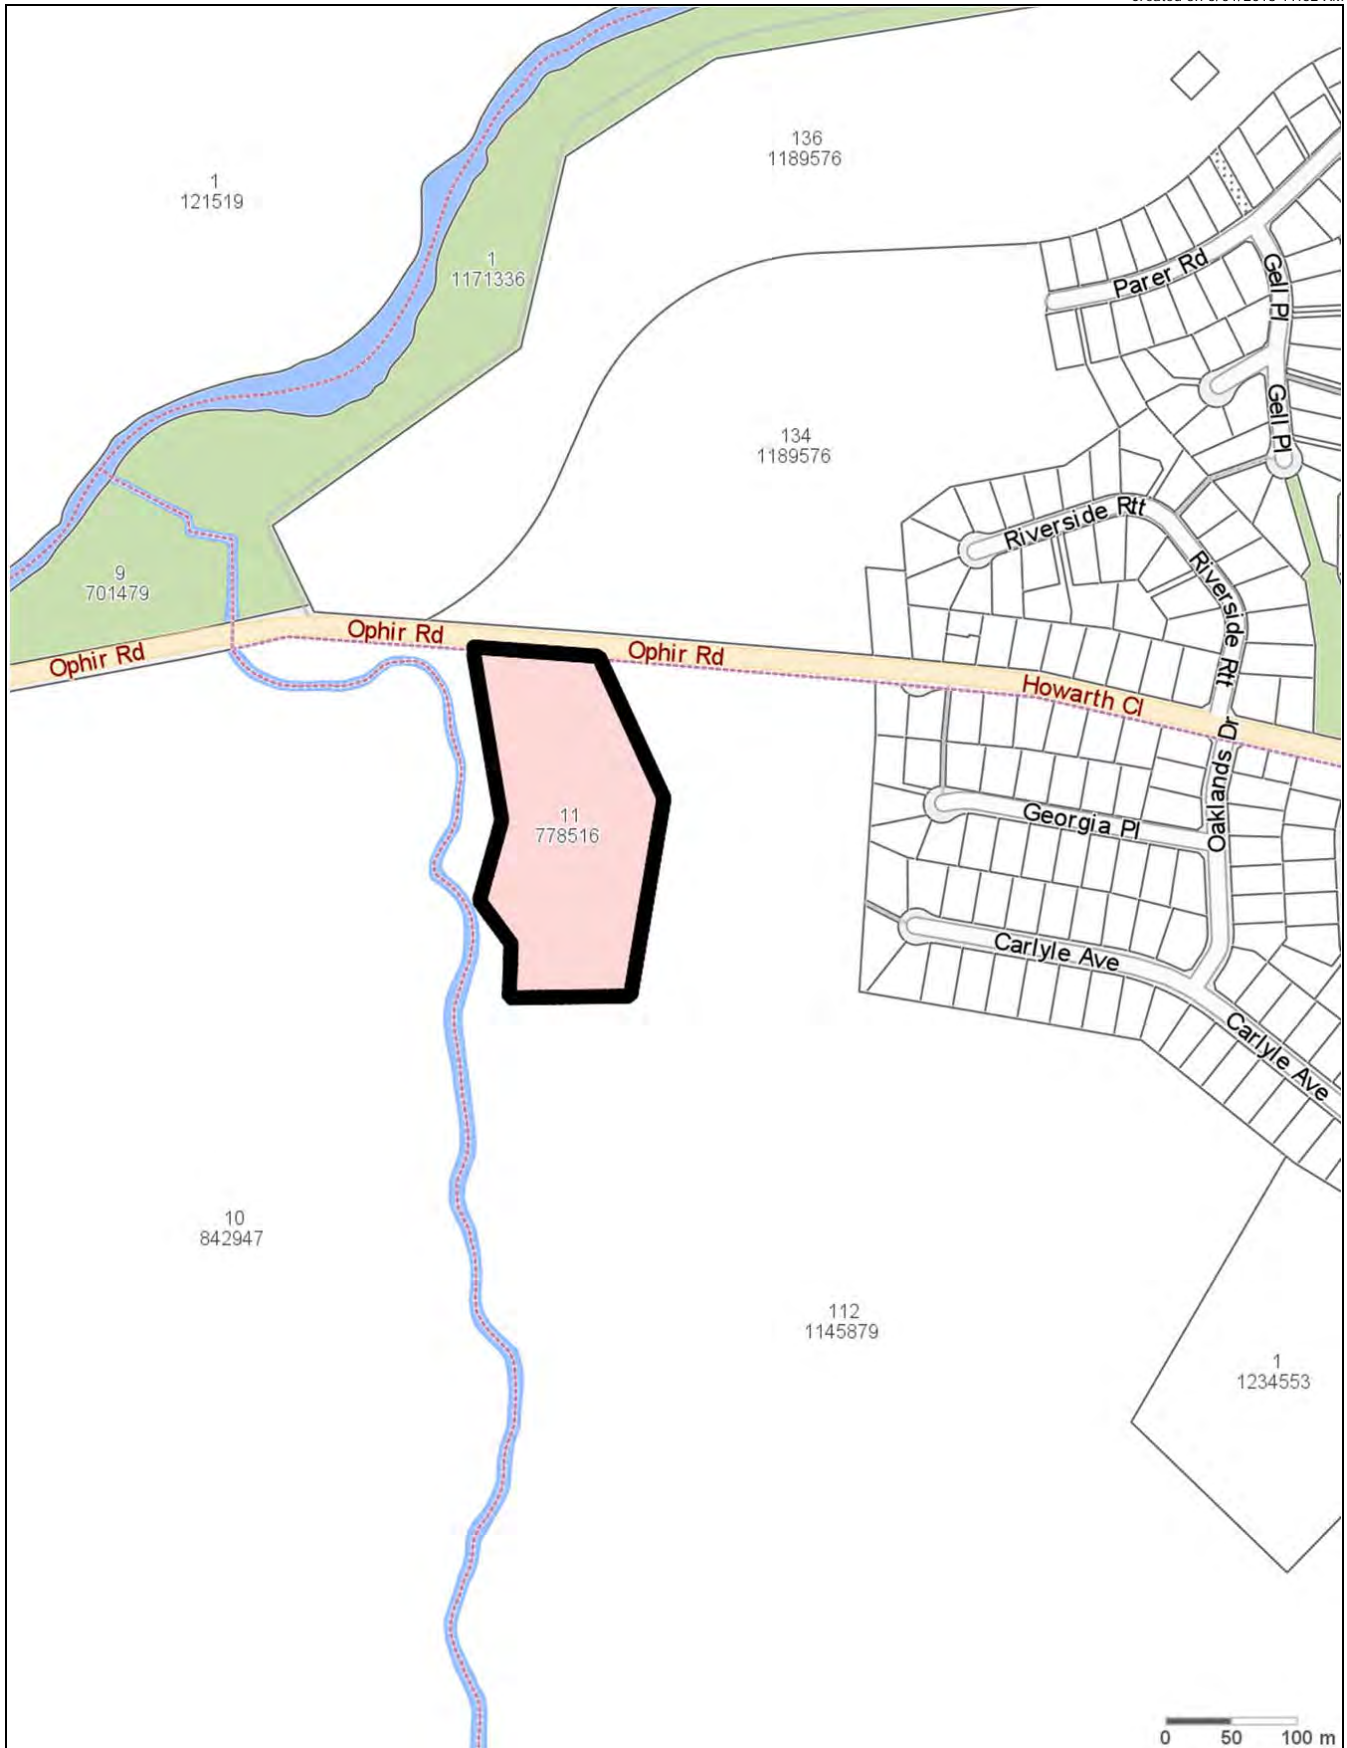 136
1189576
1
121519
1
1171336
Parer Rd
Gell Pl
Gell Pl
134
1189576
Riverside Rtt
Riverside Rtt
9
701479
Ophir Rd
Ophir Rd
Ophir Rd
Howarth Cl
Oaklands Dr
11
778516
Georgia Pl
Carlyle Ave
Carlyle Ave
10
842947
112
1145879
1
1234553
0 50 100 m